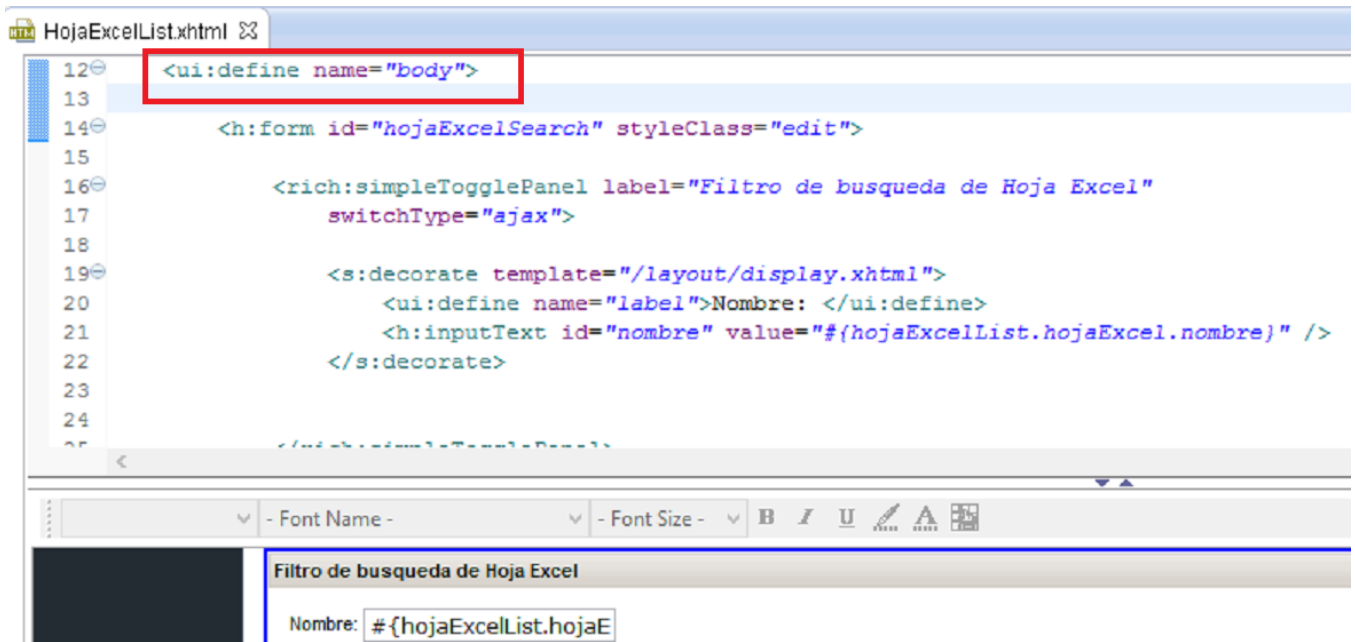 HojaExcelList.xhtml
12 <ui:define name="body">
13
14 <h:form id="hojaExcelSearch" styleClass="edit">
15
16 <rich:simpleTogglePanel label="Filtro de busqueda de Hoja Excel"
17 switchType="ajax">
18
19 <s:decorate template="/layout/display.xhtml">
20 <ui:define name="label">Nombre: </ui:define>
21 <h:inputText id="nombre" value="#{hojaExcelList.hojaExcel.nombre}" />
22 </s:decorate>
23
24
25 </rich:simpleTogglePanel>
- Font Name - - Font Size - B I U A
Filtro de busqueda de Hoja Excel
Nombre: #{hojaExcelList.hojaE